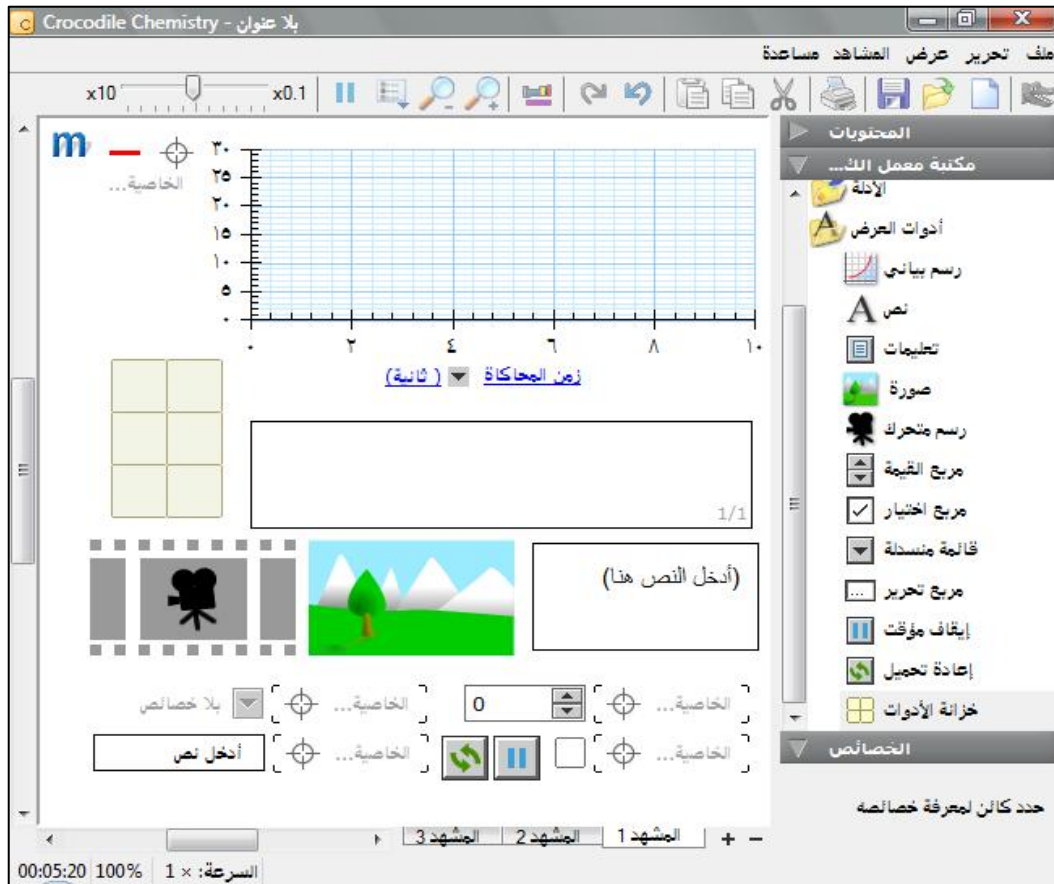 Crocodile Chemistry - بلا عنوان
ملف تحرير عرض المشاهد مساعدة
x10
x0.1
المحتويات
مكتبة معمل الك...
الأدلة
أدوات العرض
رسم بياني
نص
تعليمات
صورة
رسم متحرك
مربع القيمة
مربع اختيار
قائمة منسدلة
مربع تحرير
إيقاف مؤقت
إعادة تحميل
خزانة الأدوات
الخصائص
حدد كائن لمعرفة خصائصه
m
الخاصية...
٣٠
٢٥
٢٠
١٥
١٠
٥
٠
٠ ٢ ٤ ٦ ٨ ١٠
زمن المحاكاة (ثانية)
1/1
(أدخل النص هنا)
الخاصية...
0
الخاصية...
بلا خصائص
الخاصية...
الخاصية...
أدخل نص
المشهد 1
المشهد 2
المشهد 3
+ −
السرعة: × 1
100%
00:05:20